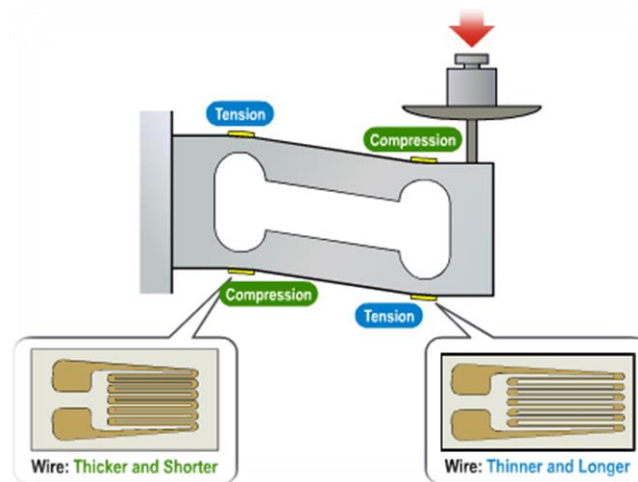 Tension
Compression
Compression
Tension
Wire: Thicker and Shorter
Wire: Thinner and Longer